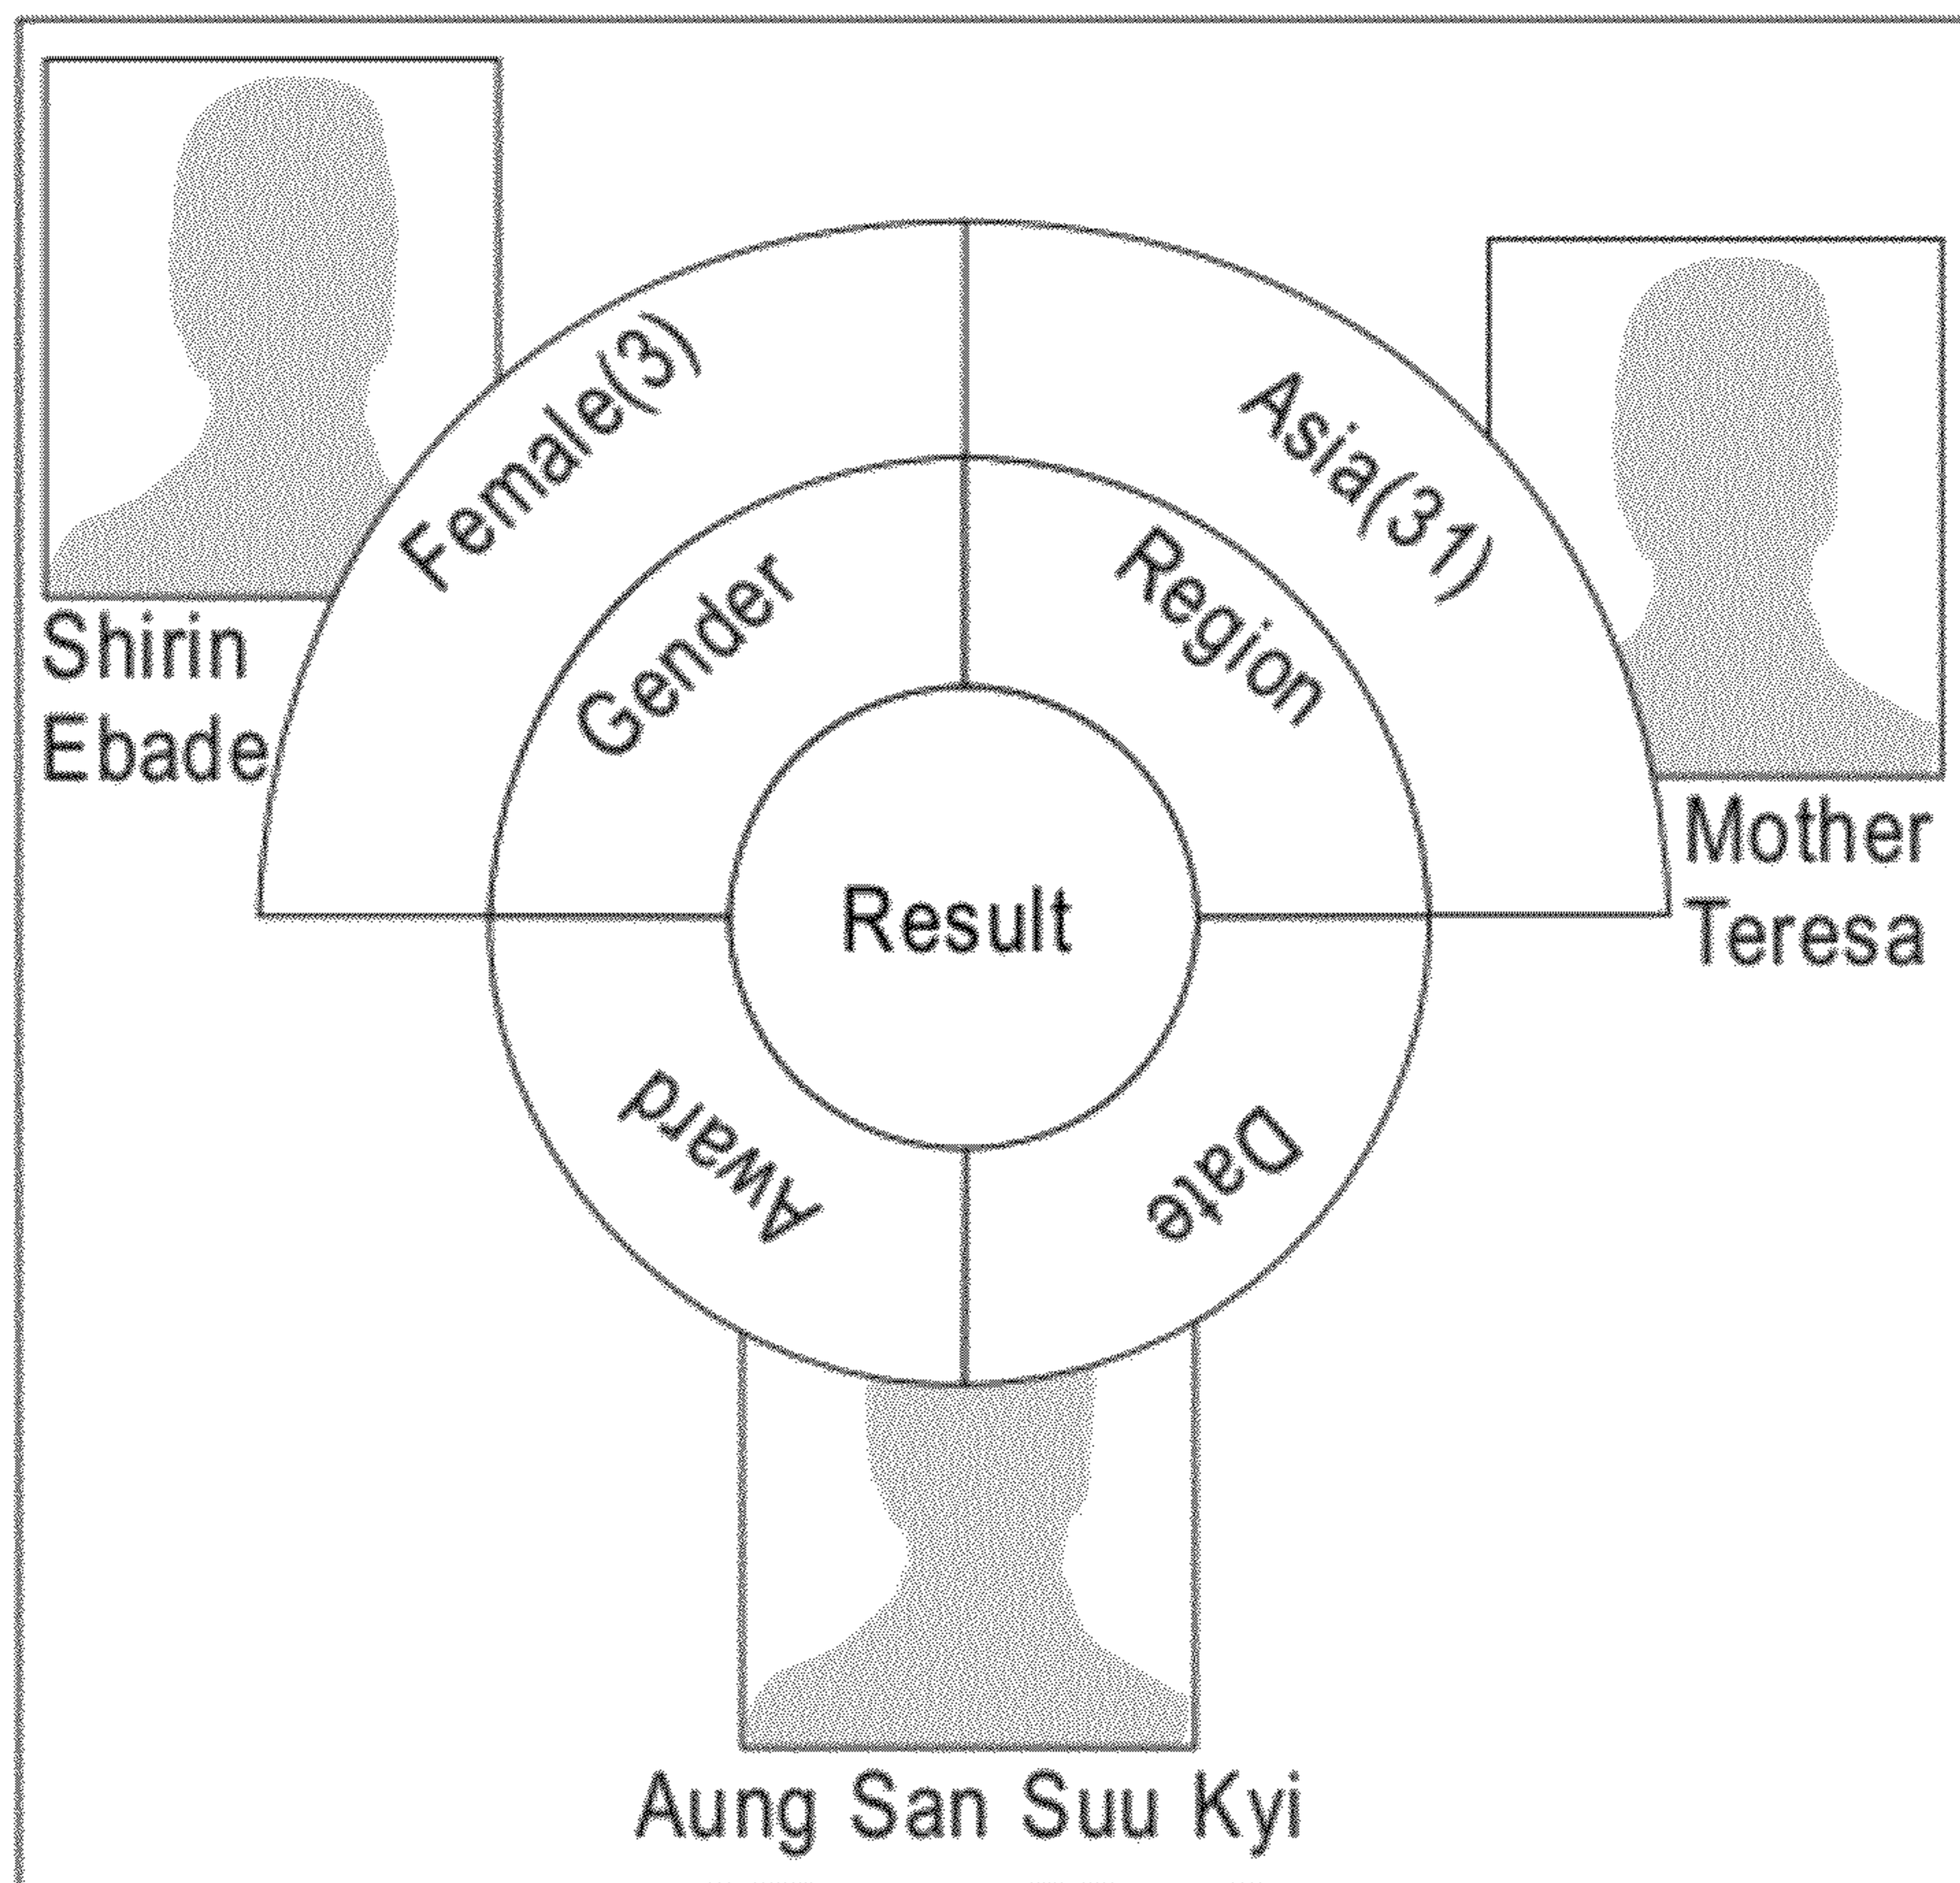 Female(3)
Asia(31)
Gender
Region
Shirin
Ebade
Mother
Teresa
Result
Award
Date
Aung San Suu Kyi